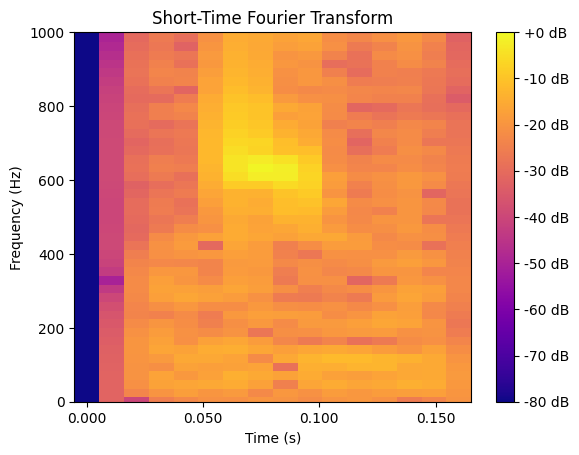 Short-Time Fourier Transform
1000
800
600
400
200
0
Frequency (Hz)
0.000
0.050
0.100
0.150
Time (s)
+0 dB
-10 dB
-20 dB
-30 dB
-40 dB
-50 dB
-60 dB
-70 dB
-80 dB